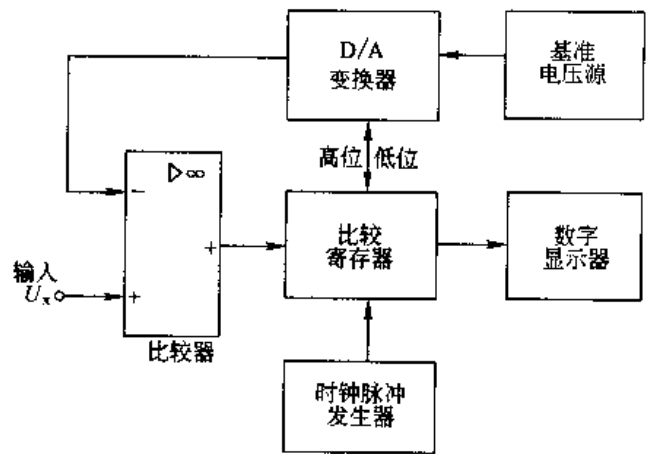 D/A
变换器
基准
电压源
高位 低位
▷∞
−
+
比较
寄存器
数字
显示器
输入
Uₓ
+
比较器
时钟脉冲
发生器